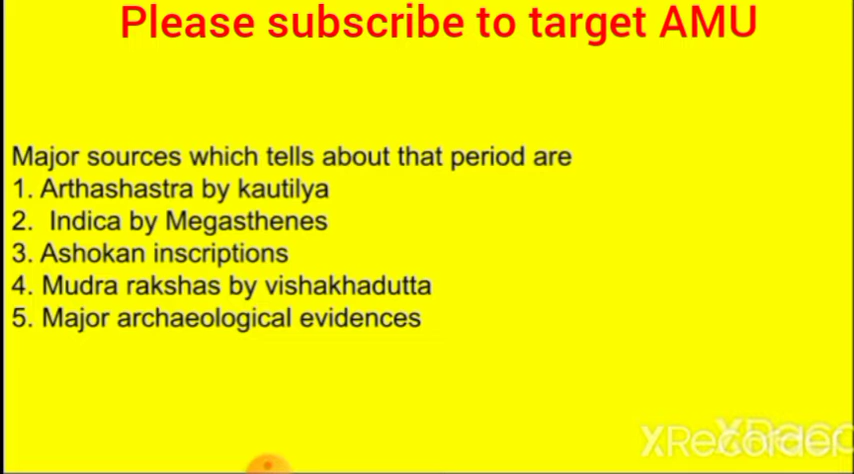 Please subscribe to target AMU
Major sources which tells about that period are
1. Arthashastra by kautilya
2. Indica by Megasthenes
3. Ashokan inscriptions
4. Mudra rakshas by vishakhadutta
5. Major archaeological evidences
XRecorder